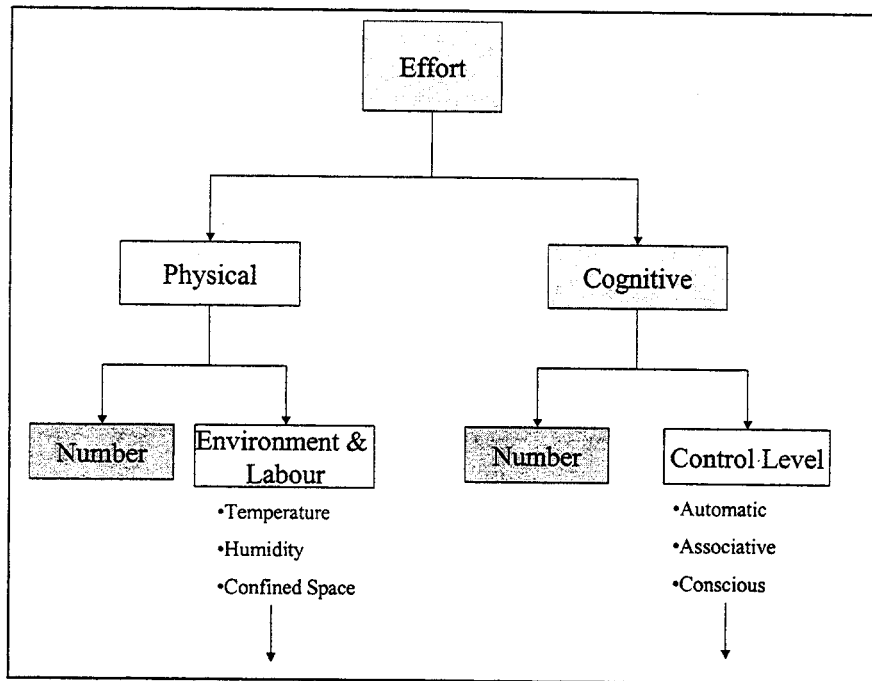 Effort
Physical
Cognitive
Number
Environment &
Labour
•Temperature
•Humidity
•Confined Space
Number
Control Level
•Automatic
•Associative
•Conscious